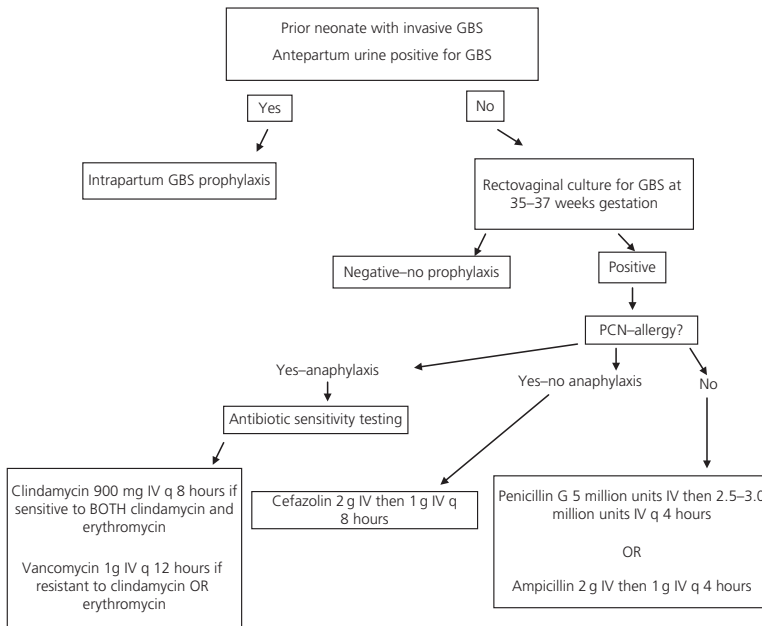 Prior neonate with invasive GBS
Antepartum urine positive for GBS
Yes
No
Intrapartum GBS prophylaxis
Rectovaginal culture for GBS at
35–37 weeks gestation
Negative–no prophylaxis
Positive
PCN–allergy?
Yes–anaphylaxis
Yes–no anaphylaxis
No
Antibiotic sensitivity testing
Clindamycin 900 mg IV q 8 hours if
sensitive to BOTH clindamycin and
erythromycin
Vancomycin 1g IV q 12 hours if
resistant to clindamycin OR
erythromycin
Cefazolin 2 g IV then 1 g IV q
8 hours
Penicillin G 5 million units IV then 2.5–3.0
million units IV q 4 hours
OR
Ampicillin 2 g IV then 1 g IV q 4 hours